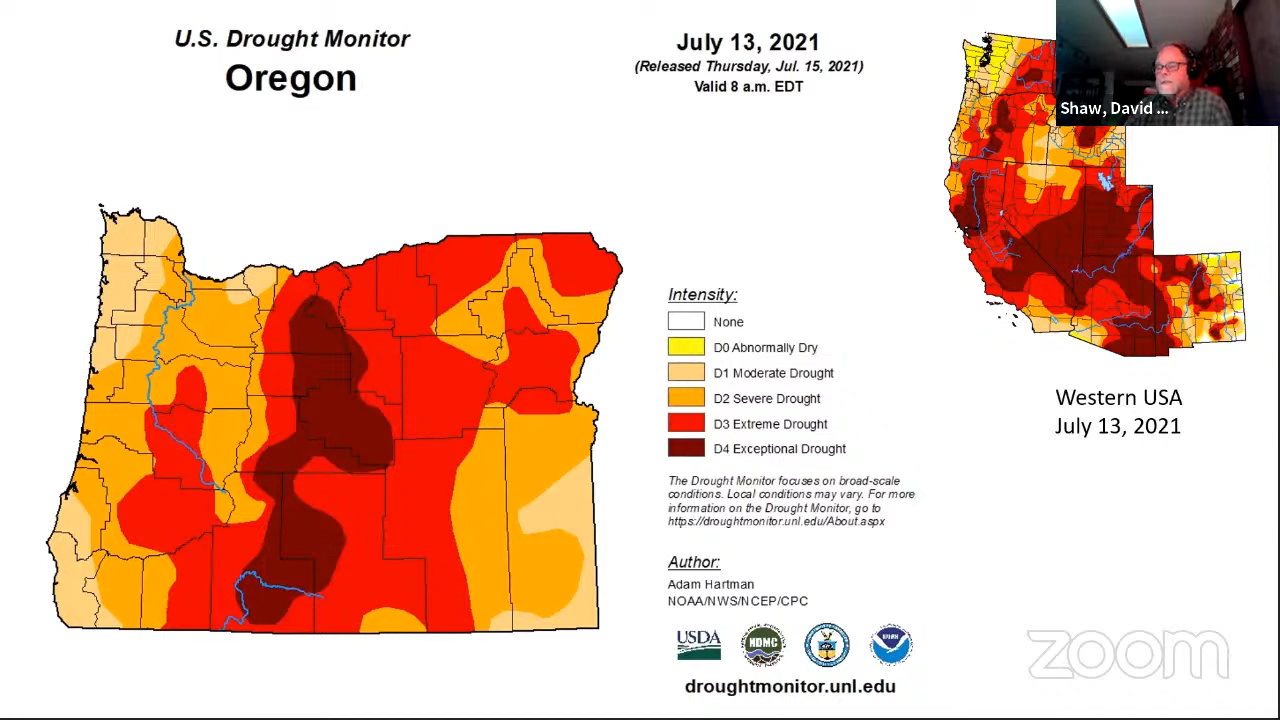 U.S. Drought Monitor
Oregon
July 13, 2021
(Released Thursday, Jul. 15, 2021)
Valid 8 a.m. EDT
Shaw, David ...
Intensity:
None
D0 Abnormally Dry
D1 Moderate Drought
D2 Severe Drought
D3 Extreme Drought
D4 Exceptional Drought
Western USA
July 13, 2021
The Drought Monitor focuses on broad-scale
conditions. Local conditions may vary. For more
information on the Drought Monitor, go to
https://droughtmonitor.unl.edu/About.aspx
Author:
Adam Hartman
NOAA/NWS/NCEP/CPC
USDA
NDMC
droughtmonitor.unl.edu
zoom